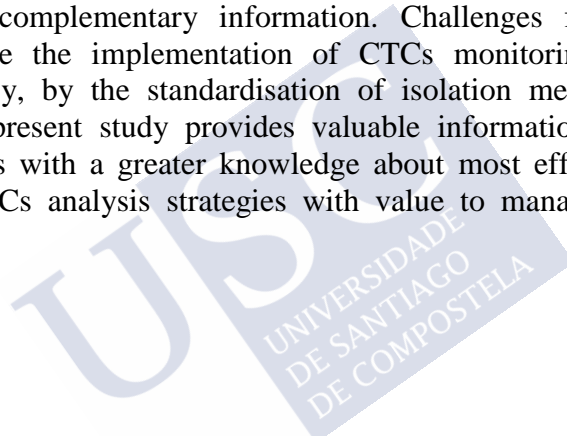 complementary information. Challenges
e the implementation of CTCs monitorin
y, by the standardisation of isolation me
present study provides valuable informatio
s with a greater knowledge about most eff
Cs analysis strategies with value to mana
USC
UNIVERSIDADE
DE SANTIAGO
DE COMPOSTELA